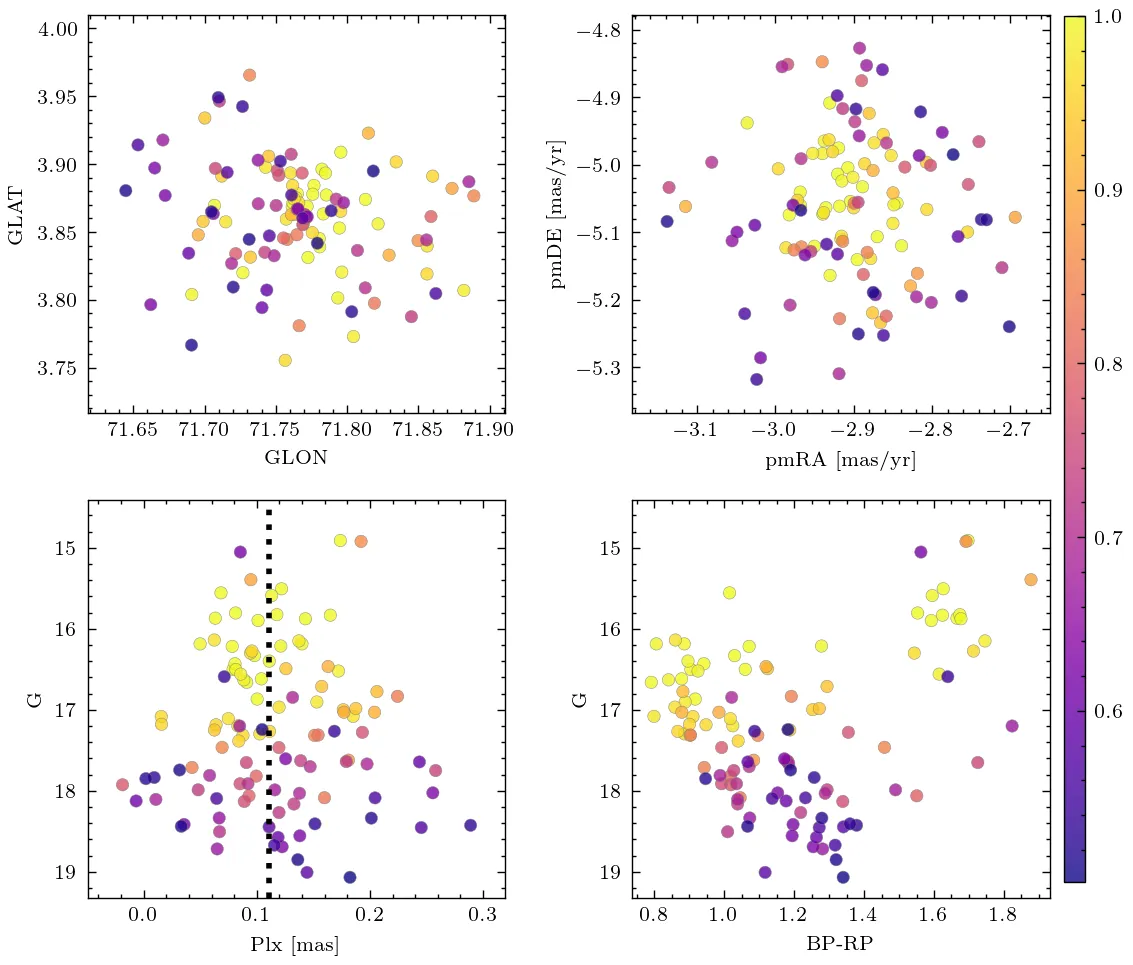 4.00
3.95
3.90
3.85
3.80
3.75
GLAT
71.65 71.70 71.75 71.80 71.85 71.90
GLON
−4.8
−4.9
−5.0
−5.1
−5.2
−5.3
pmDE [mas/yr]
−3.1 −3.0 −2.9 −2.8 −2.7
pmRA [mas/yr]
15
16
17
18
19
G
0.0 0.1 0.2 0.3
Plx [mas]
15
16
17
18
19
G
0.8 1.0 1.2 1.4 1.6 1.8
BP-RP
1.0
0.9
0.8
0.7
0.6